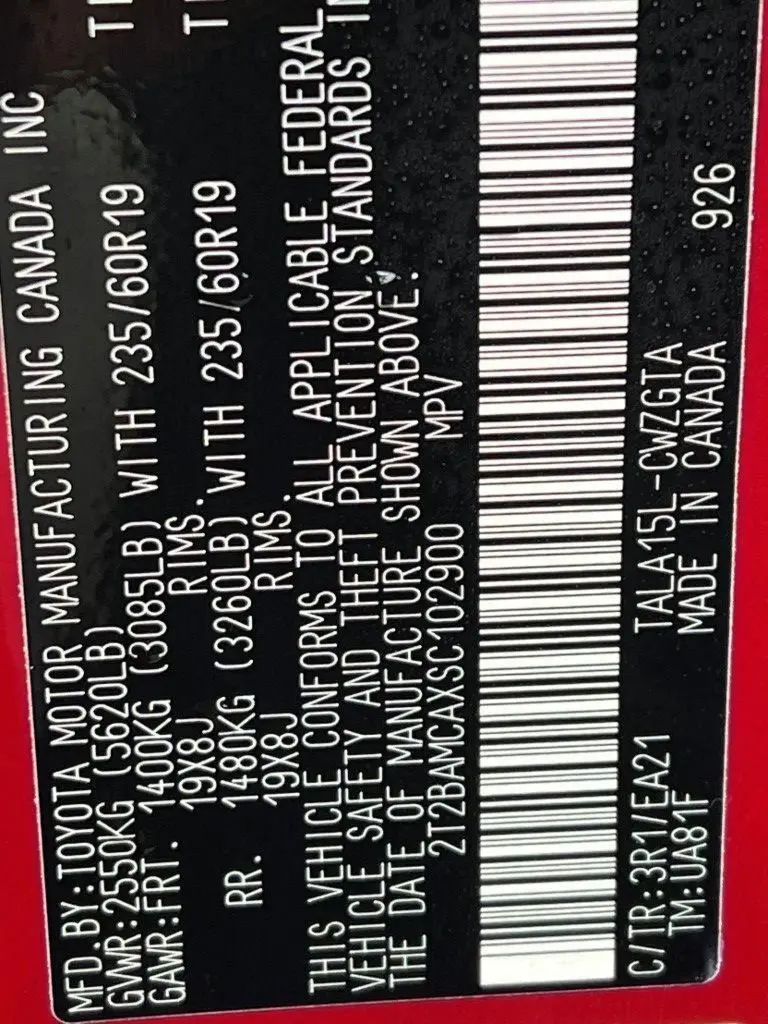 MFD.BY:TOYOTA MOTOR MANUFACTURING CANADA INC
GVWR:2550KG (5620LB)
GAWR:FRT. 1400KG (3085LB) WITH 235/60R19
19X8J RIMS.
RR. 1480KG (3260LB) WITH 235/60R19
19X8J RIMS.
THIS VEHICLE CONFORMS TO ALL APPLICABLE FEDERAL
VEHICLE SAFETY AND THEFT PREVENTION STANDARDS
THE DATE OF MANUFACTURE SHOWN ABOVE.
2T2BAMCAXSC102900 MPV
C/TR:3R1/EA21 TALA15L-CWZGTA
TM:UA81F MADE IN CANADA 926